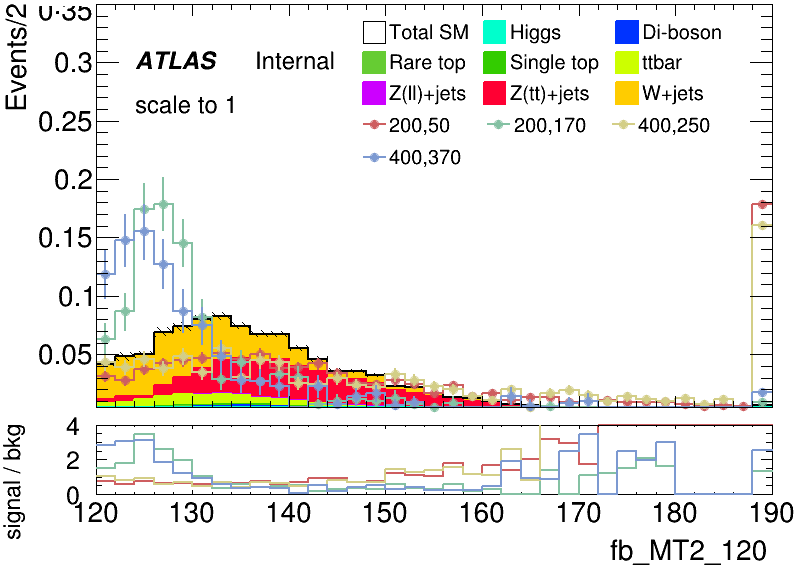 Events/2
0.35
0.3
0.25
0.2
0.15
0.1
0.05
ATLAS Internal
scale to 1
Total SM Higgs Di-boson
Rare top Single top ttbar
Z(ll)+jets Z(tt)+jets W+jets
200,50 200,170 400,250
400,370
signal / bkg
4
2
0
120 130 140 150 160 170 180 190
fb_MT2_120